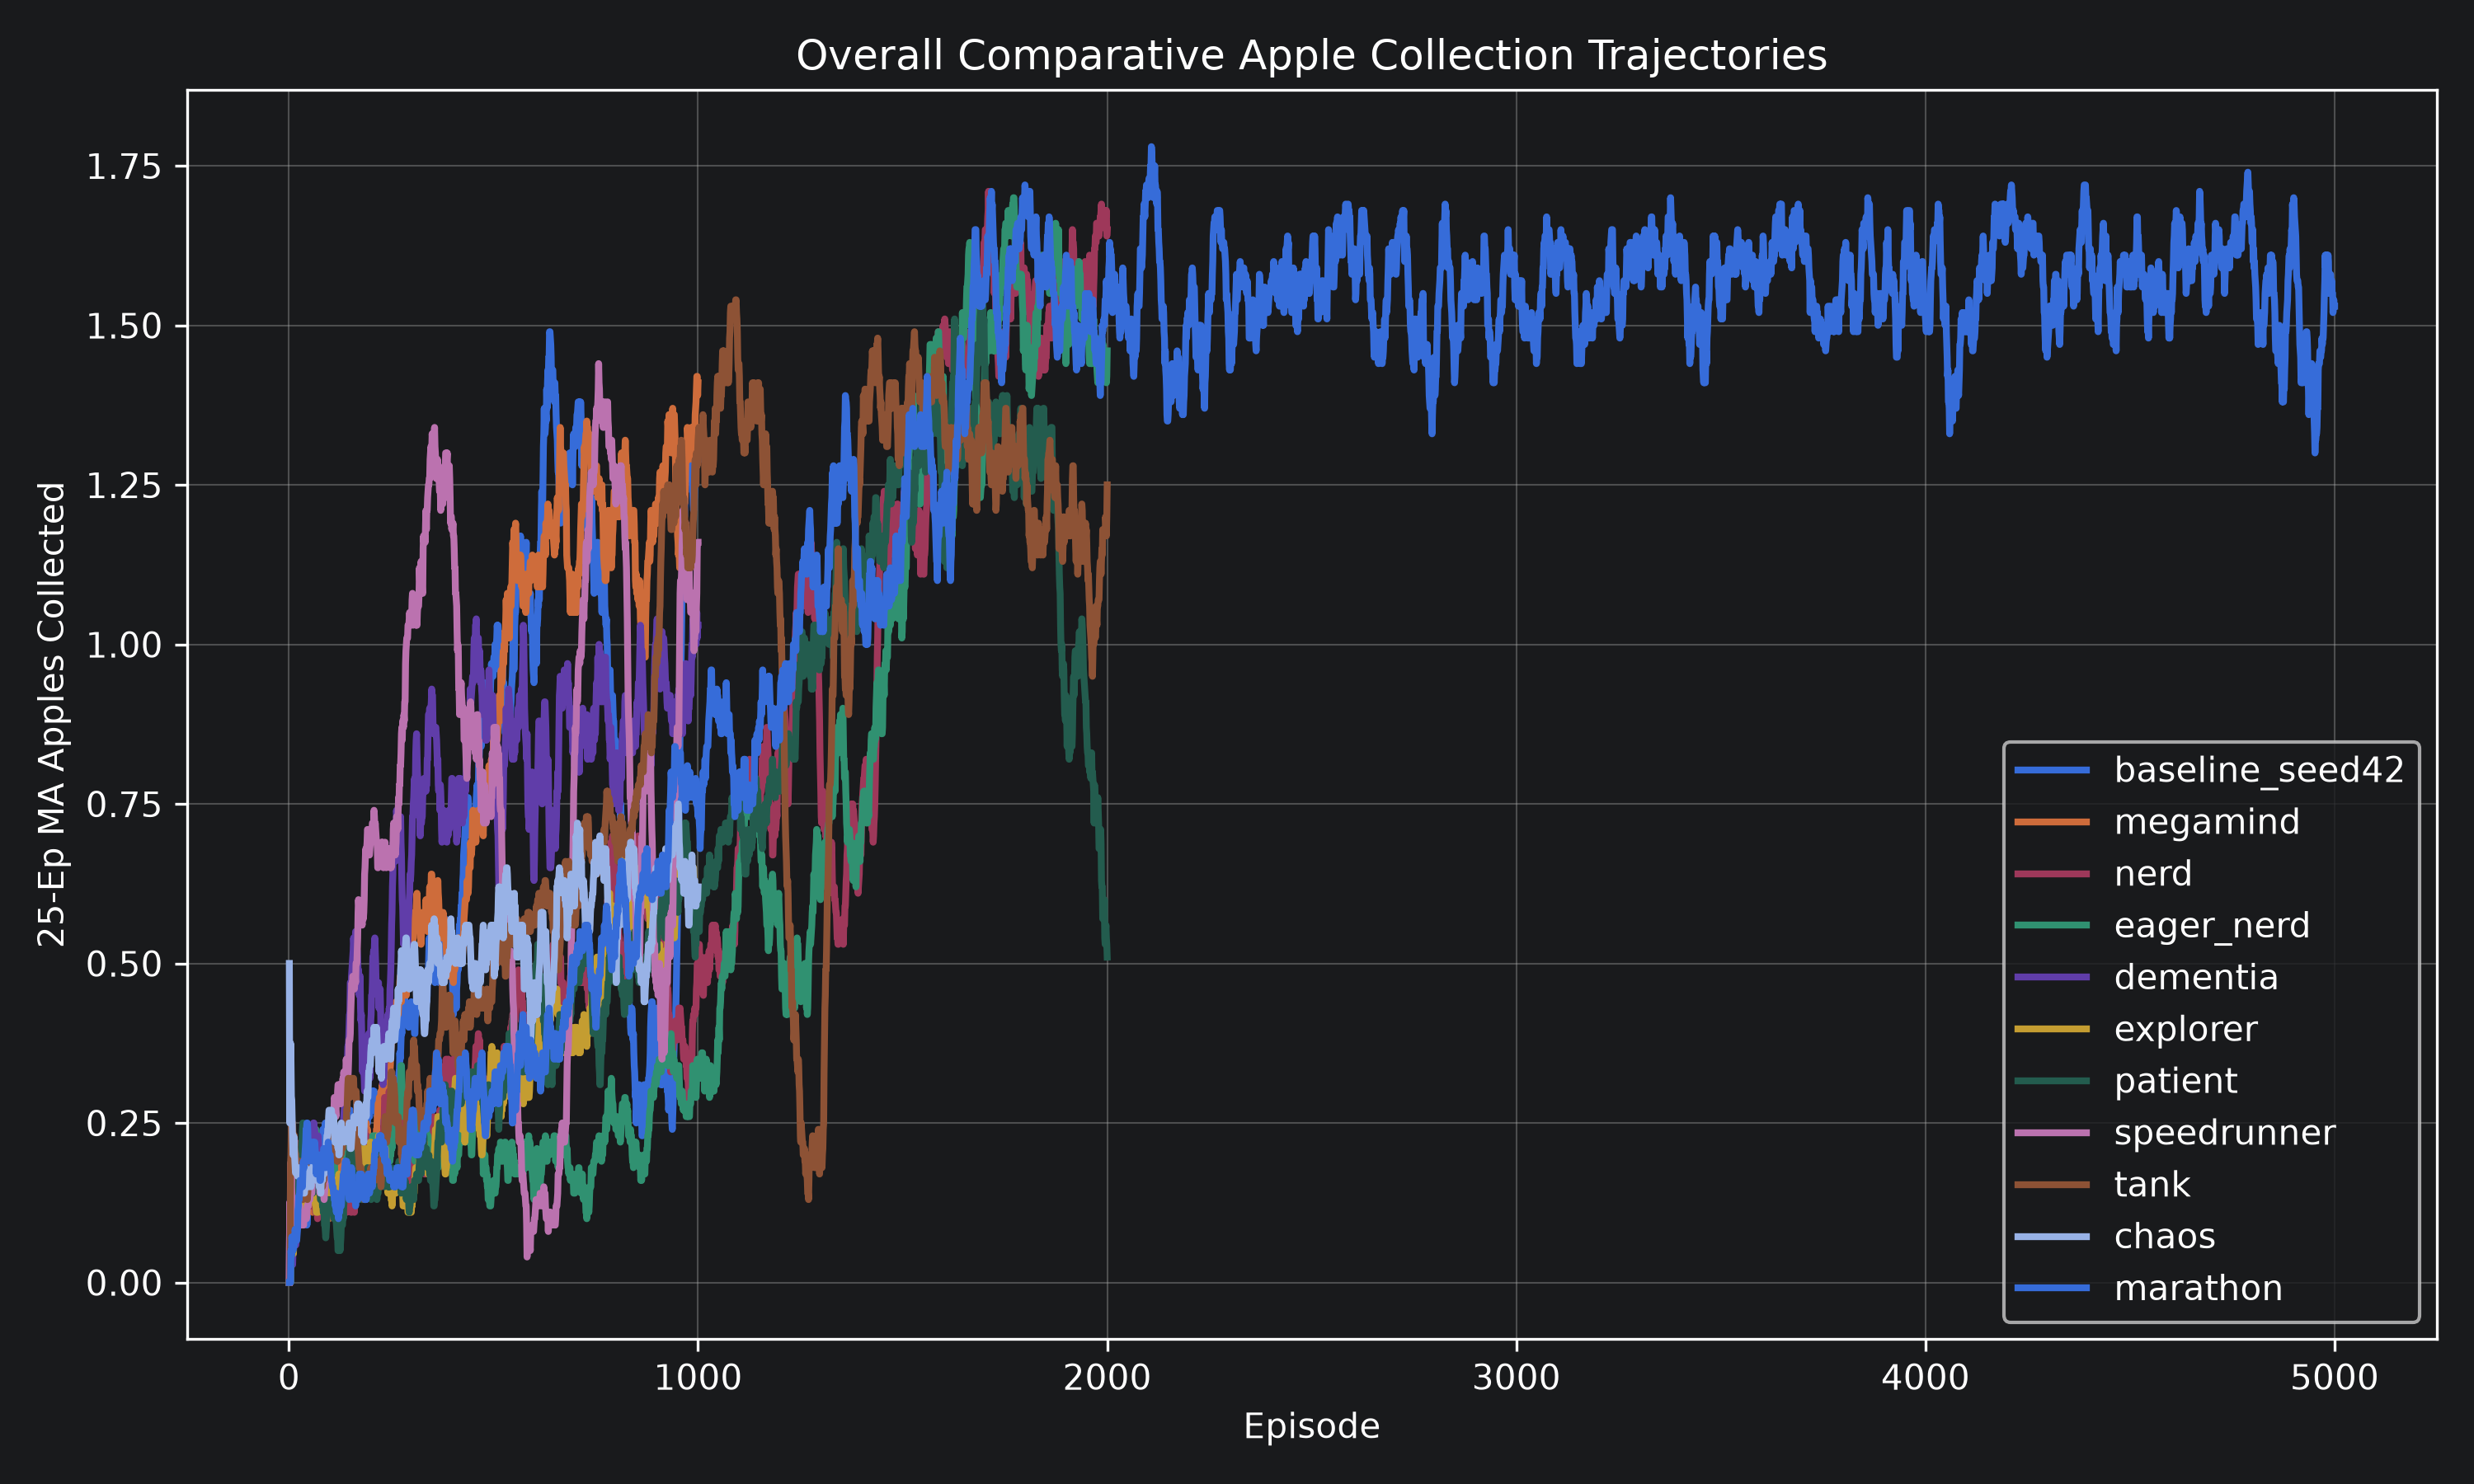 Overall Comparative Apple Collection Trajectories
25-Ep MA Apples Collected
1.75
1.50
1.25
1.00
0.75
0.50
0.25
0.00
baseline_seed42
megamind
nerd
eager_nerd
dementia
explorer
patient
speedrunner
tank
chaos
marathon
0 1000 2000 3000 4000 5000
Episode